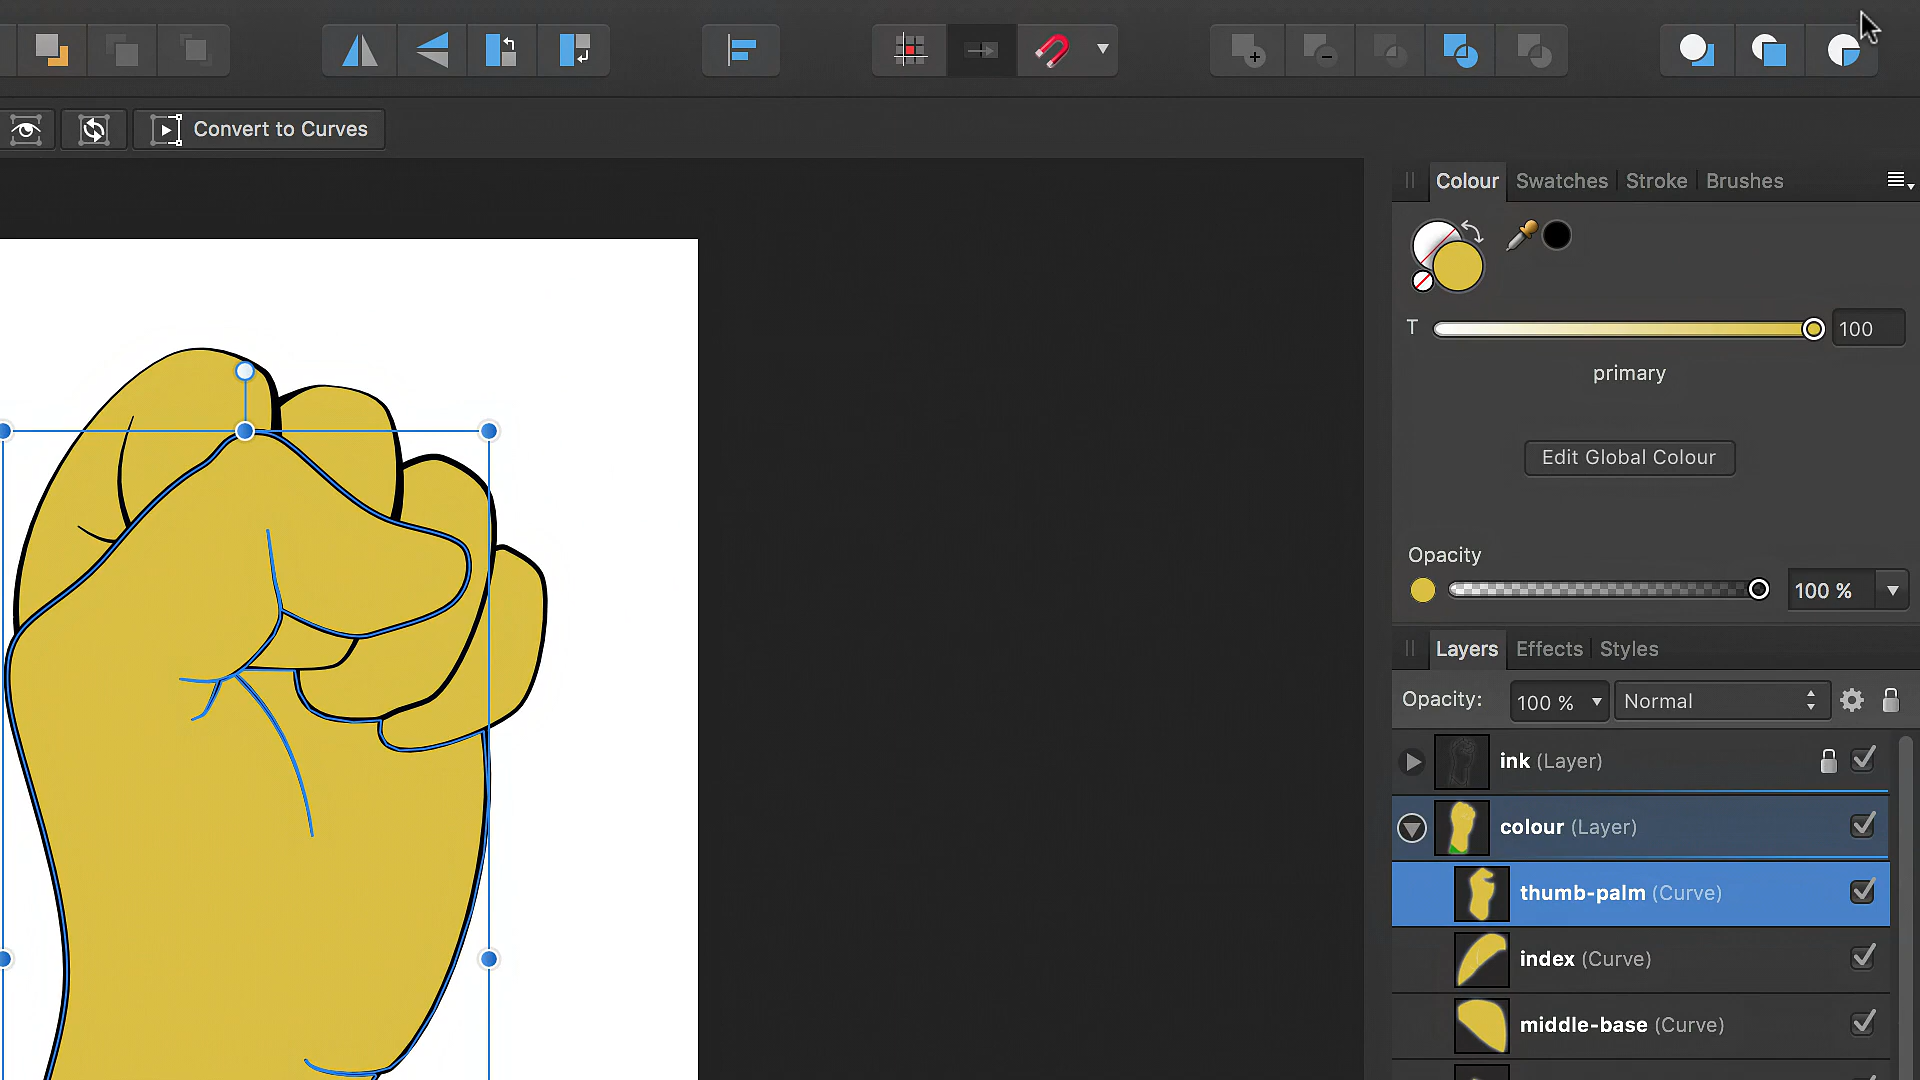 Convert to Curves
Colour Swatches Stroke Brushes
T 100
primary
Edit Global Colour
Opacity
100 %
Layers Effects Styles
Opacity: 100 % Normal
ink (Layer)
colour (Layer)
thumb-palm (Curve)
index (Curve)
middle-base (Curve)